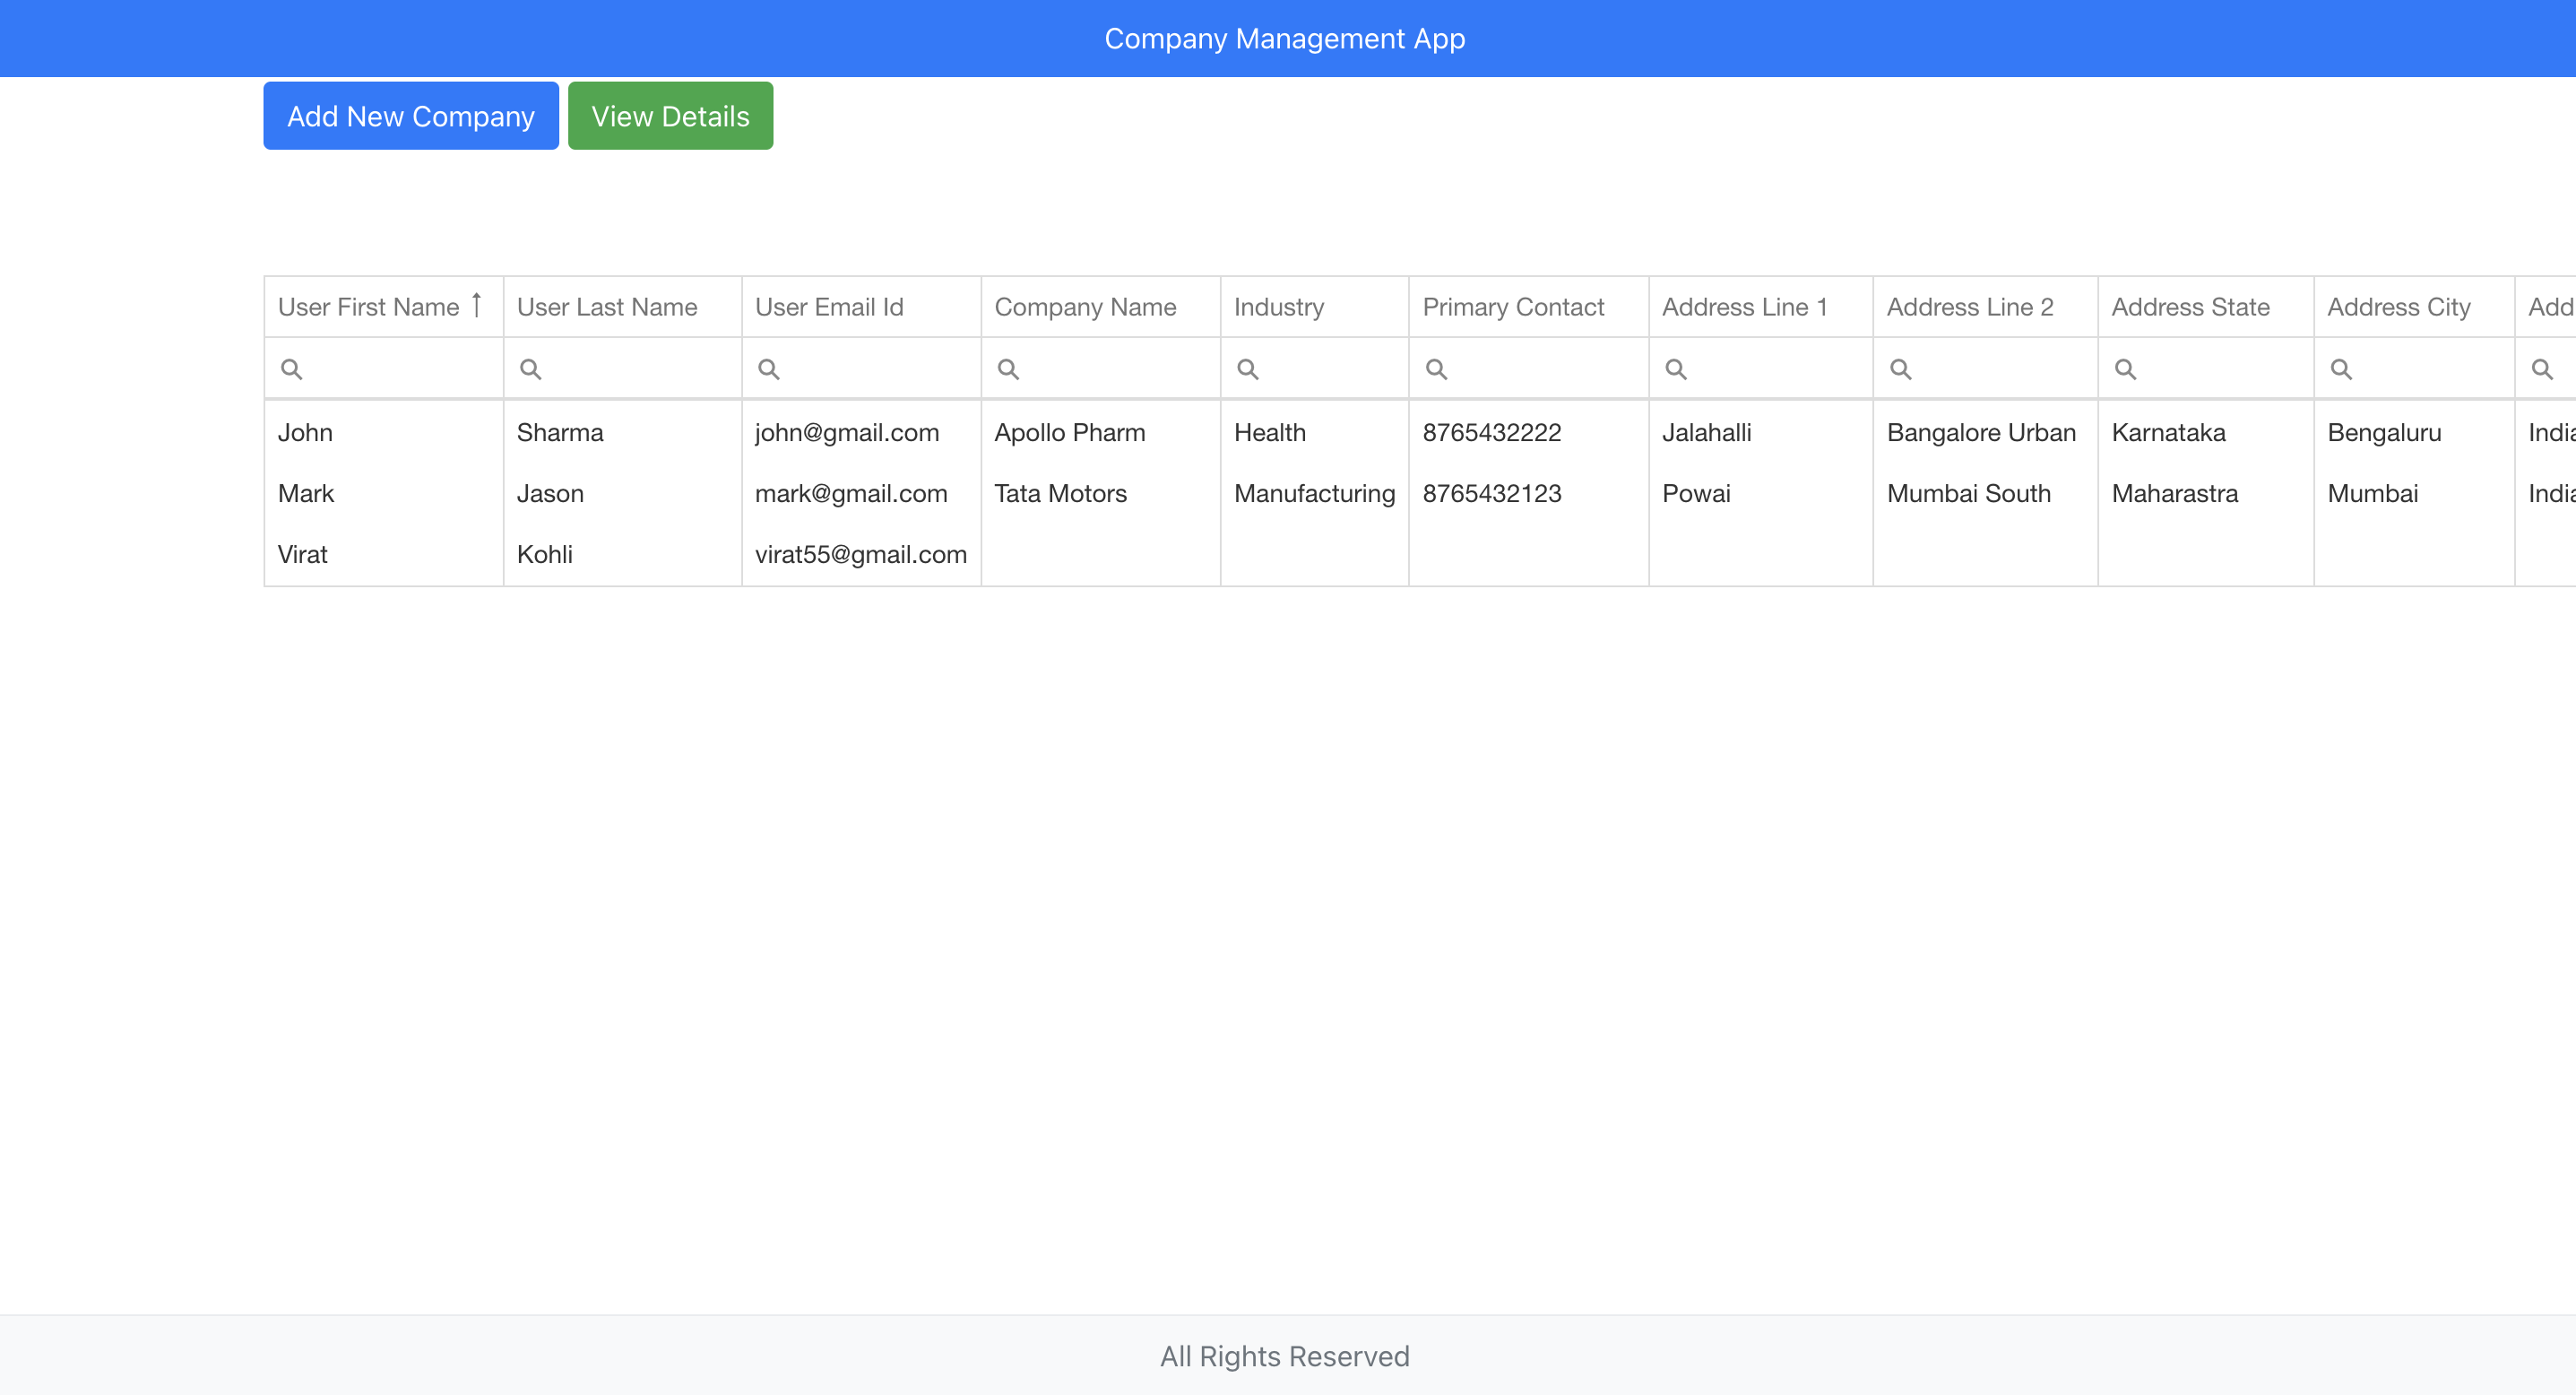 Company Management App
Add New Company View Details
User First Name ↑ User Last Name User Email Id Company Name Industry Primary Contact Address Line 1 Address Line 2 Address State Address City Add
John Sharma john@gmail.com Apollo Pharm Health 8765432222 Jalahalli Bangalore Urban Karnataka Bengaluru India
Mark Jason mark@gmail.com Tata Motors Manufacturing 8765432123 Powai Mumbai South Maharastra Mumbai India
Virat Kohli virat55@gmail.com
All Rights Reserved